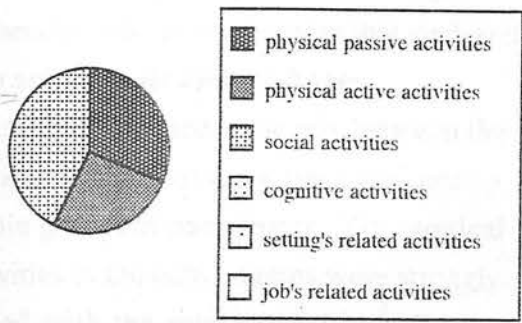 physical passive activities
physical active activities
social activities
cognitive activities
setting's related activities
job's related activities